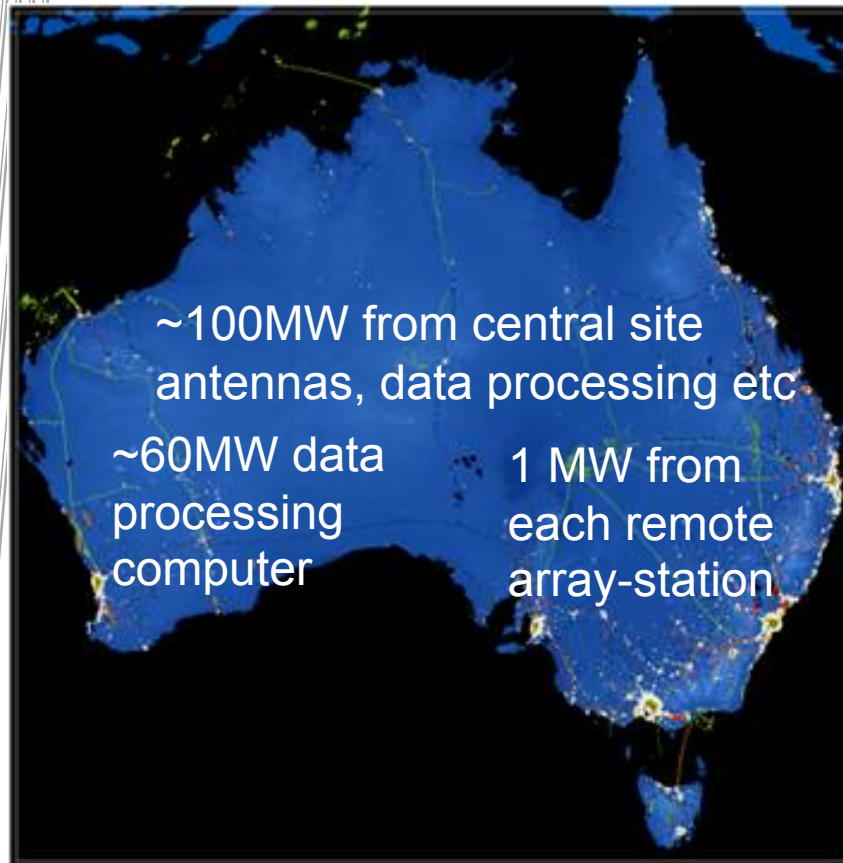 ~100MW from central site
antennas, data processing etc
~60MW data
processing
computer
1 MW from
each remote
array-station